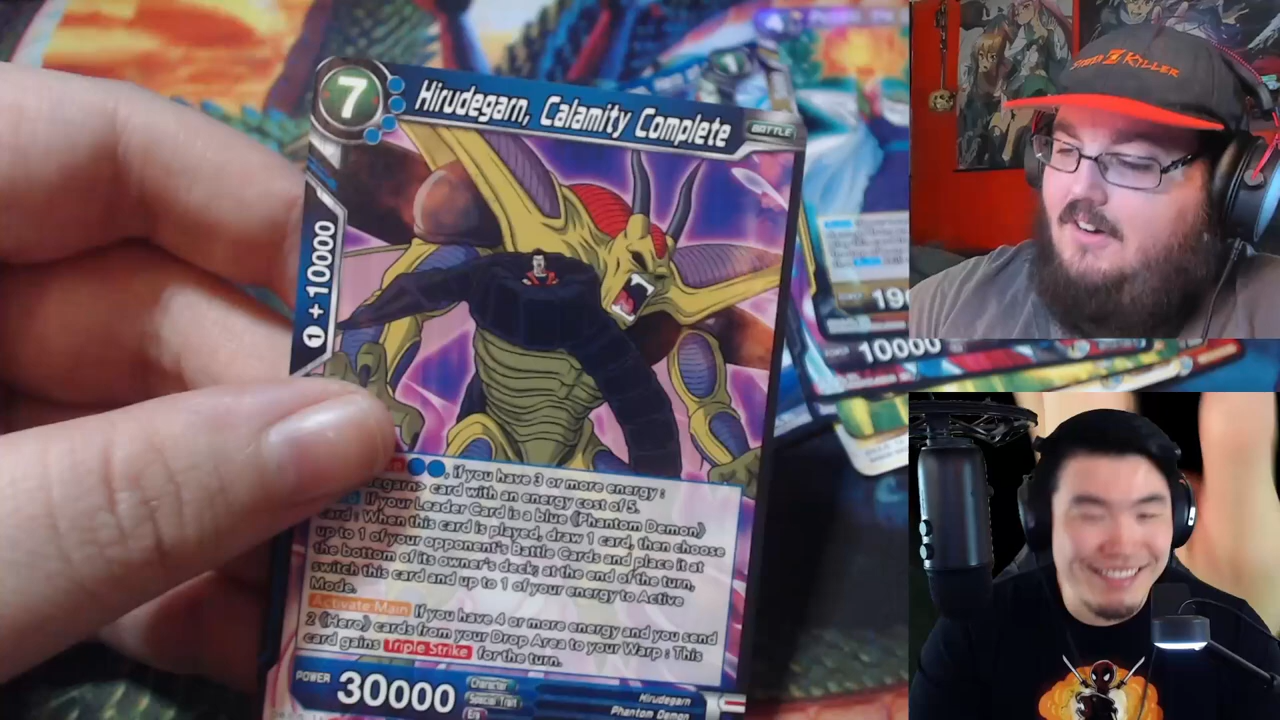 7
Hirudegarn, Calamity Complete
BATTLE
1 + 10000
, if you have 3 or more energy :
card with an energy cost of 5.
If your Leader Card is a blue 《Phantom Demon》
card : When this card is played, draw 1 card, then choose
up to 1 of your opponent's Battle Cards and place it at
the bottom of its owner's deck; at the end of the turn,
switch this card and up to 1 of your energy to Active
Mode.
Activate Main If you have 4 or more energy and you send
2 《Hero》 cards from your Drop Area to your Warp : This
card gains Triple Strike for the turn.
POWER 30000
Character Hirudegarn
Special Trait Phantom Demon
Era
10000
KILLER